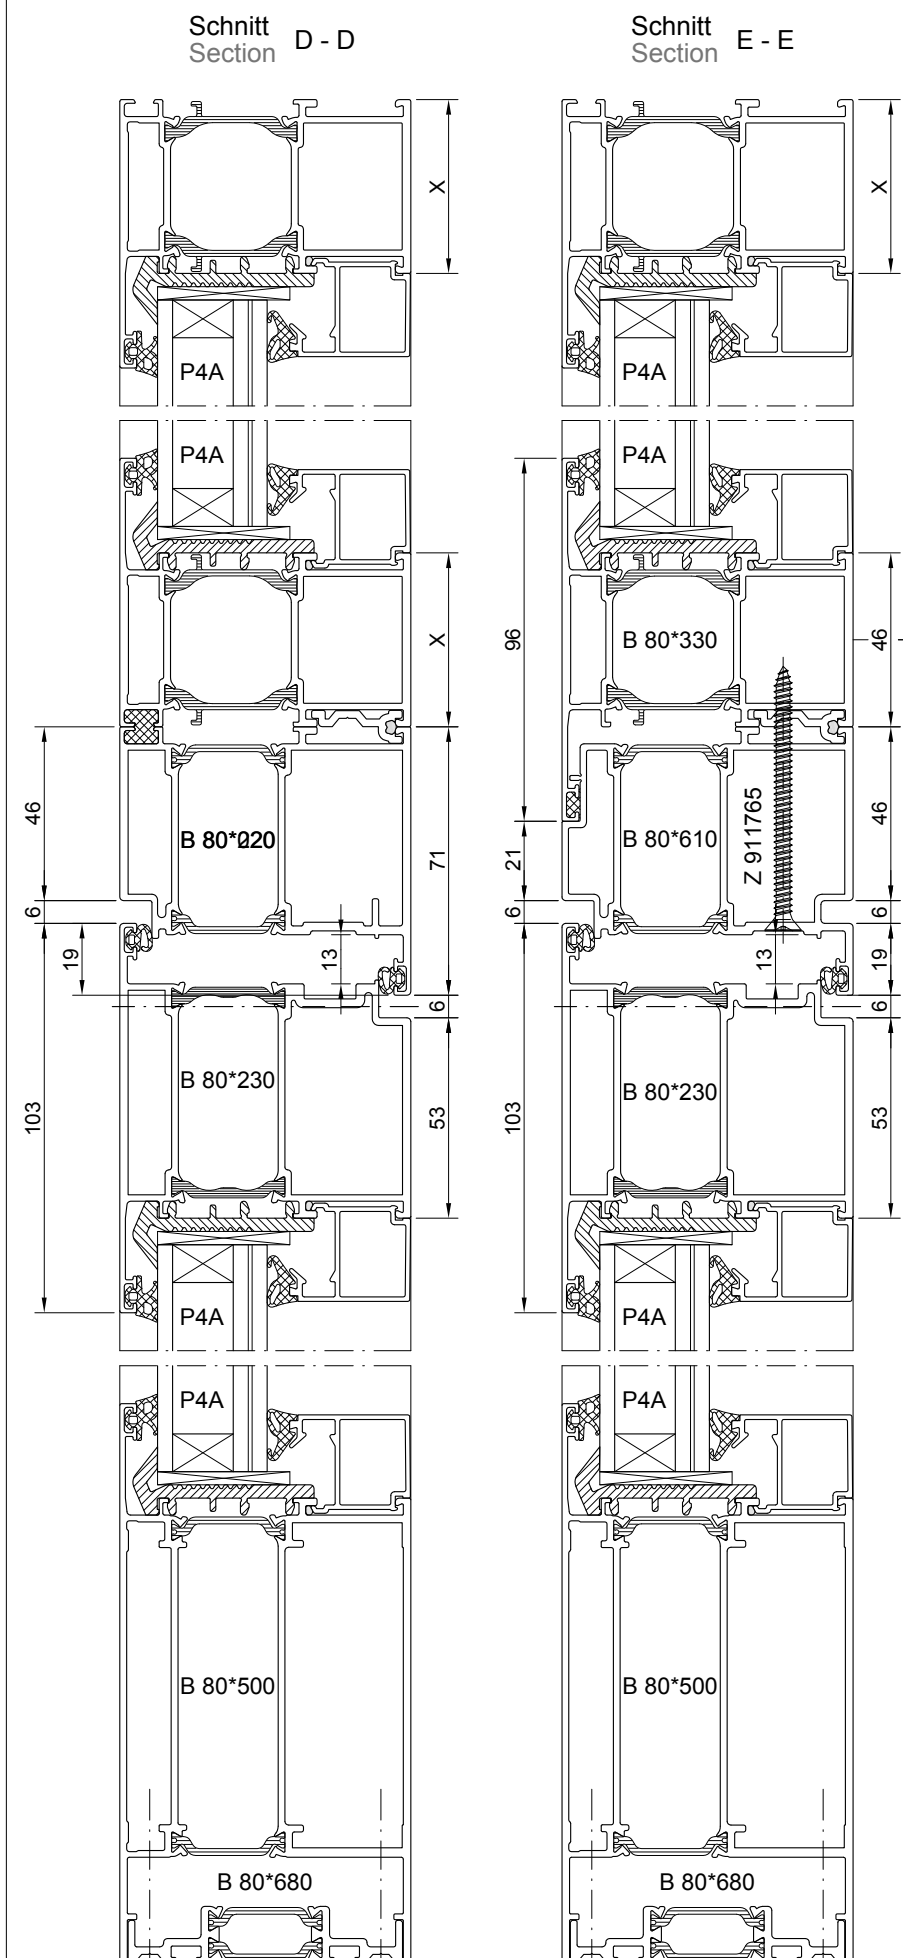 Schnitt
Section
D - D
X
P4A
P4A
X
46
B
71
6
19
13
6
B 80*230
103
53
P4A
P4A
B 80*500
B 80*680
Schnitt
Section
E - E
X
P4A
P4A
96
B 80*330
46
Z 911765
B 80*610
46
21
6
6
13
19
6
B 80*230
103
53
P4A
P4A
B 80*500
B 80*680